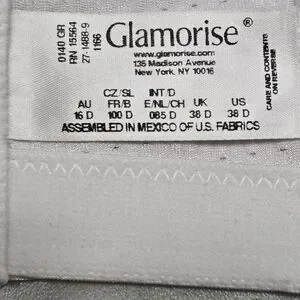 0140 GR
RN 15564
27-1488-9
1166
Glamorise®
www.glamorise.com
135 Madison Avenue
New York, NY 10016
CARE AND CONTENTS
ON REVERSE
CZ/SL INT/D
AU FR/B E/NL/CH UK US
16 D 100 D 085 D 38 D 38 D
ASSEMBLED IN MEXICO OF U.S. FABRICS